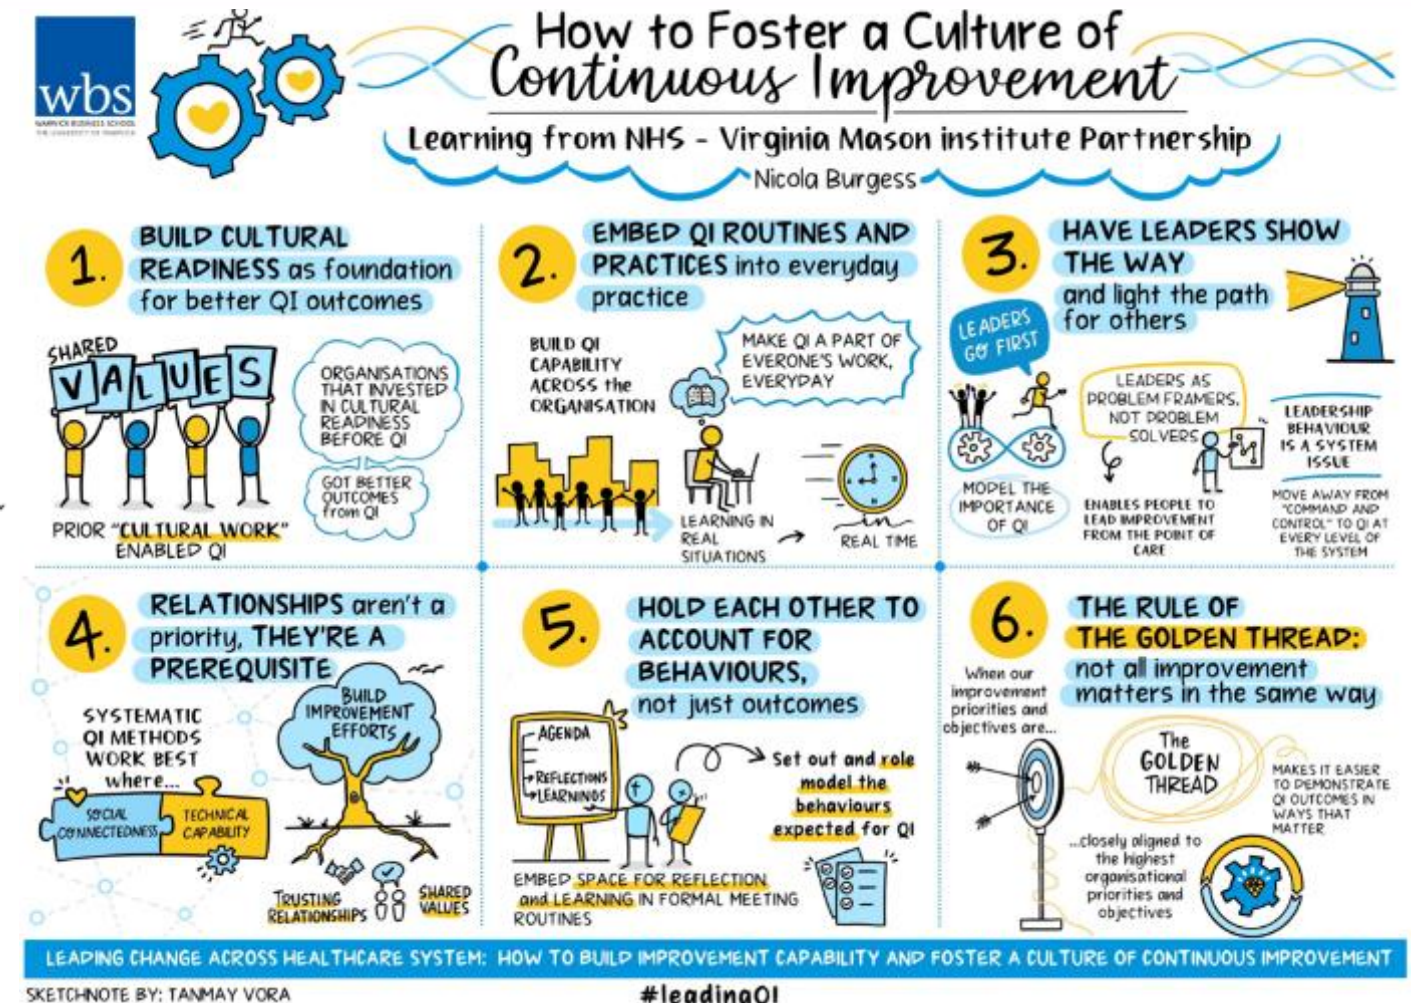 wbs
WARWICK BUSINESS SCHOOL
THE UNIVERSITY OF WARWICK
How to Foster a Culture of
Continuous Improvement
Learning from NHS - Virginia Mason institute Partnership
Nicola Burgess
1.
BUILD CULTURAL
READINESS as foundation
for better QI outcomes
SHARED
VALUES
ORGANISATIONS
THAT INVESTED
IN CULTURAL
READINESS
BEFORE QI
GOT BETTER
OUTCOMES
from QI
PRIOR "CULTURAL WORK"
ENABLED QI
2.
EMBED QI ROUTINES AND
PRACTICES into everyday
practice
BUILD QI
CAPABILITY
ACROSS the
ORGANISATION
MAKE QI A PART OF
EVERONE'S WORK,
EVERYDAY
LEARNING IN
REAL
SITUATIONS
in
REAL TIME
3.
HAVE LEADERS SHOW
THE WAY
and light the path
for others
LEADERS
GO FIRST
MODEL THE
IMPORTANCE
OF QI
LEADERS AS
PROBLEM FRAMERS,
NOT PROBLEM
SOLVERS
ENABLES PEOPLE TO
LEAD IMPROVEMENT
FROM THE POINT OF
CARE
LEADERSHIP
BEHAVIOUR
IS A SYSTEM
ISSUE
MOVE AWAY FROM
"COMMAND AND
CONTROL" TO QI AT
EVERY LEVEL OF
THE SYSTEM
4.
RELATIONSHIPS aren't a
priority, THEY'RE A
PREREQUISITE
SYSTEMATIC
QI METHODS
WORK BEST
where...
SOCIAL
CONNECTEDNESS
TECHNICAL
CAPABILITY
BUILD
IMPROVEMENT
EFFORTS
TRUSTING
RELATIONSHIPS
SHARED
VALUES
5.
HOLD EACH OTHER TO
ACCOUNT FOR
BEHAVIOURS,
not just outcomes
AGENDA
REFLECTIONS
LEARNINGS
Set out and role
model the
behaviours
expected for QI
EMBED SPACE FOR REFLECTION
and LEARNING IN FORMAL MEETING
ROUTINES
6.
THE RULE OF
THE GOLDEN THREAD:
not all improvement
matters in the same way
When our
improvement
priorities and
objectives are...
The
GOLDEN
THREAD
...closely aligned to
the highest
organisational
priorities and
objectives
MAKES IT EASIER
TO DEMONSTRATE
QI OUTCOMES IN
WAYS THAT
MATTER
LEADING CHANGE ACROSS HEALTHCARE SYSTEM: HOW TO BUILD IMPROVEMENT CAPABILITY AND FOSTER A CULTURE OF CONTINUOUS IMPROVEMENT
SKETCHNOTE BY: TANMAY VORA
#leadingQI